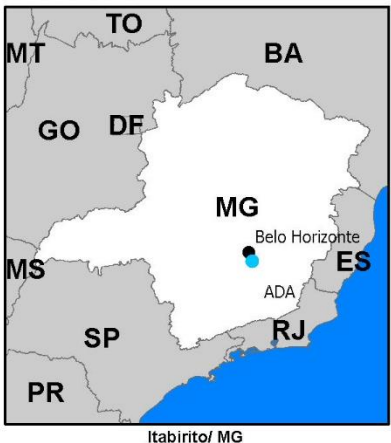 TO
MT
BA
GO
DF
MG
Belo Horizonte
MS
ES
ADA
SP
RJ
PR
Itabirito/ MG